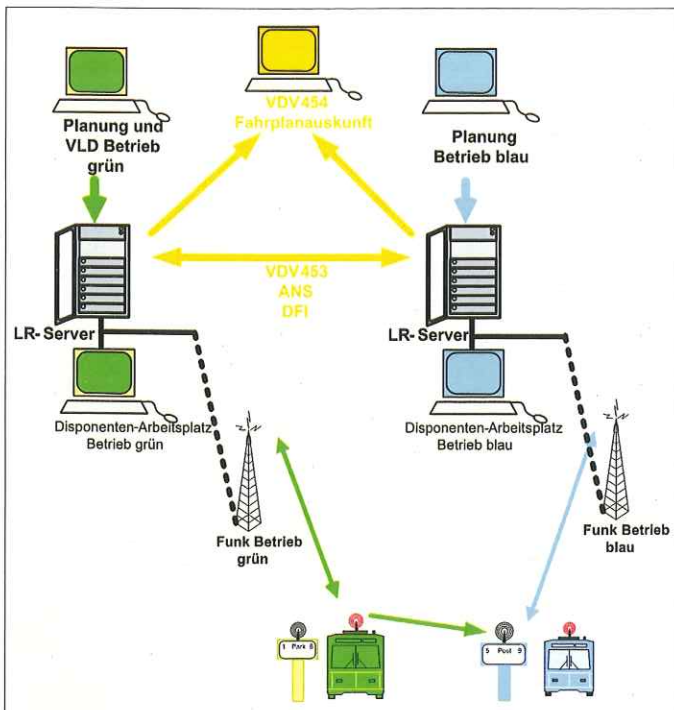 VDV454
Fahrplanauskunft
Planung und
VLD Betrieb
grün
Planung
Betrieb blau
VDV453
ANS
DFI
LR-Server
LR-Server
Disponenten-Arbeitsplatz
Betrieb grün
Disponenten-Arbeitsplatz
Betrieb blau
Funk Betrieb
grün
Funk Betrieb
blau
1 Park 8
5 Post 9